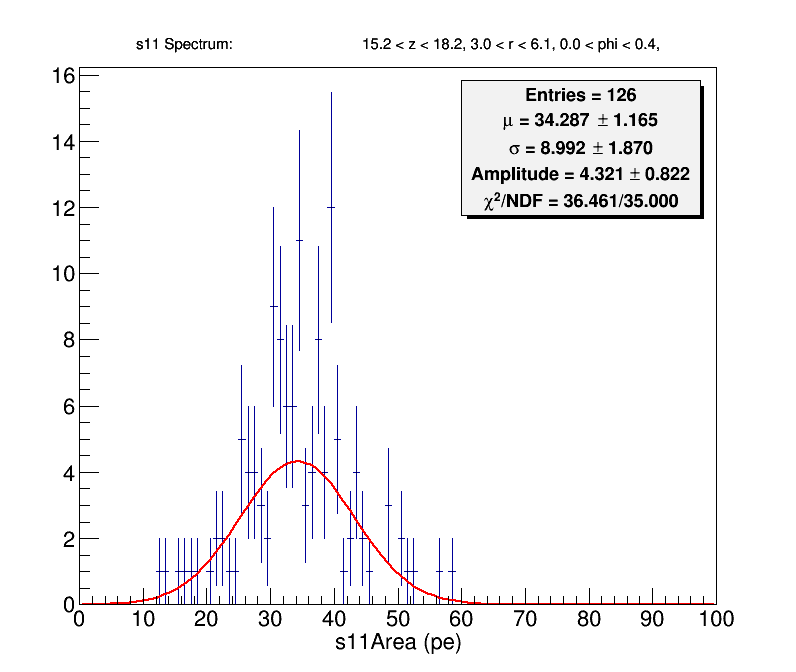 s11 Spectrum: 15.2 < z < 18.2, 3.0 < r < 6.1, 0.0 < phi < 0.4,
Entries = 126
μ = 34.287 ± 1.165
σ = 8.992 ± 1.870
Amplitude = 4.321 ± 0.822
χ²/NDF = 36.461/35.000
16
14
12
10
8
6
4
2
0
0 10 20 30 40 50 60 70 80 90 100
s11Area (pe)